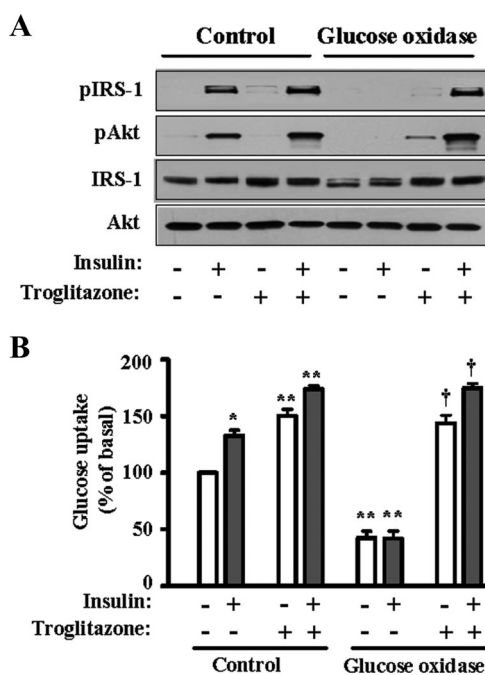 A
Control Glucose oxidase
pIRS-1
pAkt
IRS-1
Akt
Insulin: - + - + - - + - +
Troglitazone: - - + + - - + +
B
Glucose uptake
(% of basal)
200
150
100
50
0
*
**
**
** **
†
†
Insulin: - + - + - + - +
Troglitazone: - - + + - - + +
Control Glucose oxidase